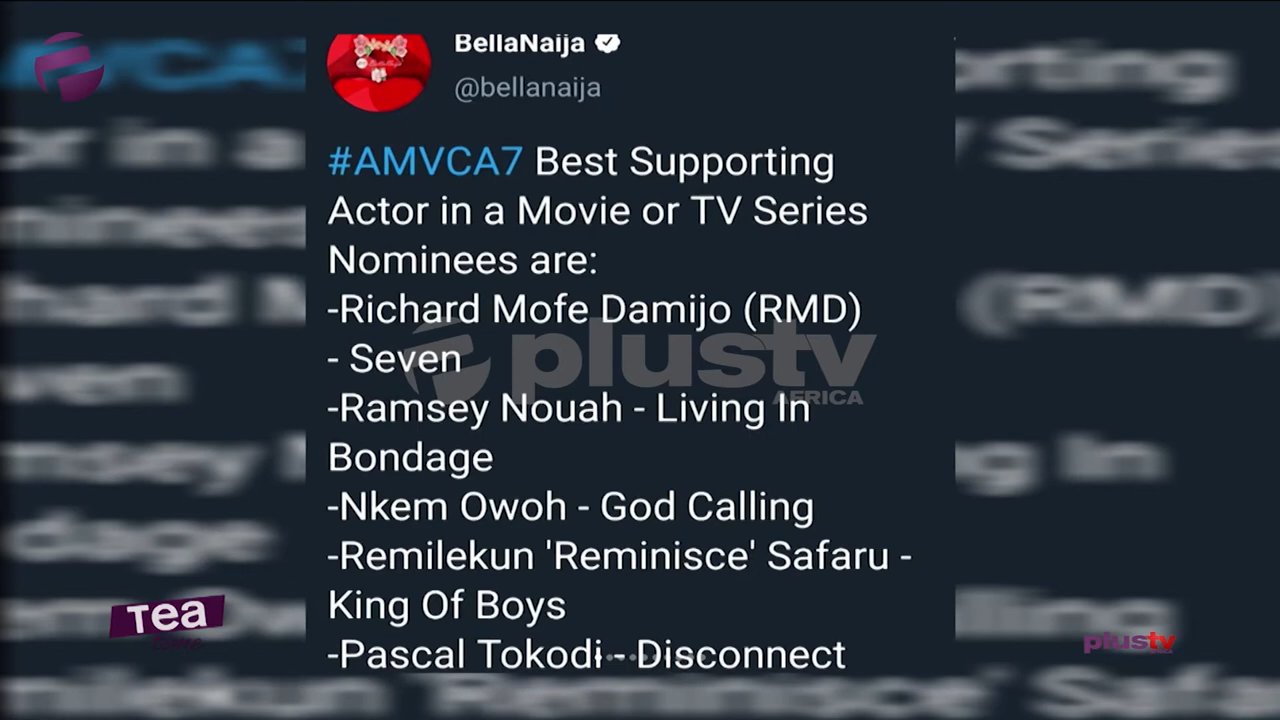 BellaNaija
@bellanaija
#AMVCA7 Best Supporting
Actor in a Movie or TV Series
Nominees are:
-Richard Mofe Damijo (RMD)
- Seven
-Ramsey Nouah - Living In
Bondage
-Nkem Owoh - God Calling
-Remilekun 'Reminisce' Safaru -
King Of Boys
-Pascal Tokodi - Disconnect
plustv
AFRICA
Tea
plustv